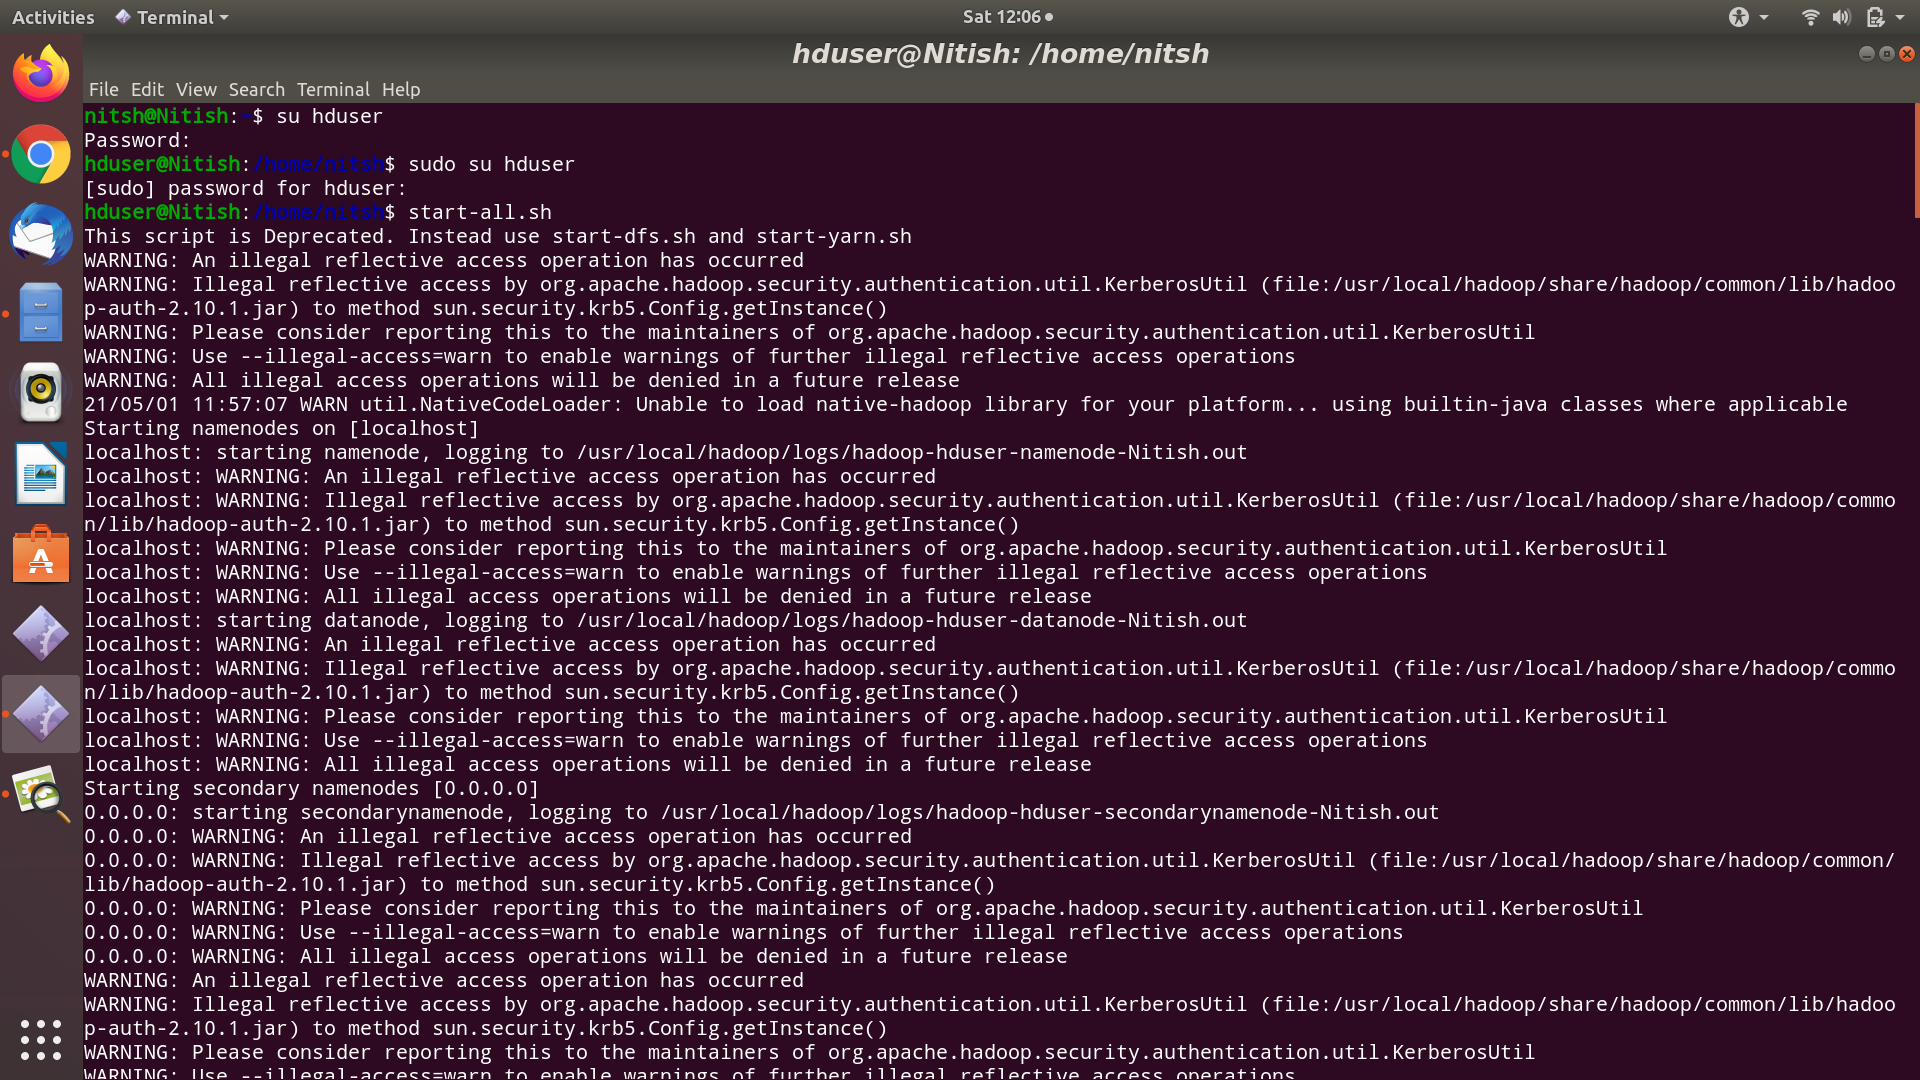 Activities Terminal Sat 12:06
hduser@Nitish: /home/nitsh
File Edit View Search Terminal Help
nitsh@Nitish:~$ su hduser
Password:
hduser@Nitish:/home/nitsh$ sudo su hduser
[sudo] password for hduser:
hduser@Nitish:/home/nitsh$ start-all.sh
This script is Deprecated. Instead use start-dfs.sh and start-yarn.sh
WARNING: An illegal reflective access operation has occurred
WARNING: Illegal reflective access by org.apache.hadoop.security.authentication.util.KerberosUtil (file:/usr/local/hadoop/share/hadoop/common/lib/hadoo
p-auth-2.10.1.jar) to method sun.security.krb5.Config.getInstance()
WARNING: Please consider reporting this to the maintainers of org.apache.hadoop.security.authentication.util.KerberosUtil
WARNING: Use --illegal-access=warn to enable warnings of further illegal reflective access operations
WARNING: All illegal access operations will be denied in a future release
21/05/01 11:57:07 WARN util.NativeCodeLoader: Unable to load native-hadoop library for your platform... using builtin-java classes where applicable
Starting namenodes on [localhost]
localhost: starting namenode, logging to /usr/local/hadoop/logs/hadoop-hduser-namenode-Nitish.out
localhost: WARNING: An illegal reflective access operation has occurred
localhost: WARNING: Illegal reflective access by org.apache.hadoop.security.authentication.util.KerberosUtil (file:/usr/local/hadoop/share/hadoop/commo
n/lib/hadoop-auth-2.10.1.jar) to method sun.security.krb5.Config.getInstance()
localhost: WARNING: Please consider reporting this to the maintainers of org.apache.hadoop.security.authentication.util.KerberosUtil
localhost: WARNING: Use --illegal-access=warn to enable warnings of further illegal reflective access operations
localhost: WARNING: All illegal access operations will be denied in a future release
localhost: starting datanode, logging to /usr/local/hadoop/logs/hadoop-hduser-datanode-Nitish.out
localhost: WARNING: An illegal reflective access operation has occurred
localhost: WARNING: Illegal reflective access by org.apache.hadoop.security.authentication.util.KerberosUtil (file:/usr/local/hadoop/share/hadoop/commo
n/lib/hadoop-auth-2.10.1.jar) to method sun.security.krb5.Config.getInstance()
localhost: WARNING: Please consider reporting this to the maintainers of org.apache.hadoop.security.authentication.util.KerberosUtil
localhost: WARNING: Use --illegal-access=warn to enable warnings of further illegal reflective access operations
localhost: WARNING: All illegal access operations will be denied in a future release
Starting secondary namenodes [0.0.0.0]
0.0.0.0: starting secondarynamenode, logging to /usr/local/hadoop/logs/hadoop-hduser-secondarynamenode-Nitish.out
0.0.0.0: WARNING: An illegal reflective access operation has occurred
0.0.0.0: WARNING: Illegal reflective access by org.apache.hadoop.security.authentication.util.KerberosUtil (file:/usr/local/hadoop/share/hadoop/common/
lib/hadoop-auth-2.10.1.jar) to method sun.security.krb5.Config.getInstance()
0.0.0.0: WARNING: Please consider reporting this to the maintainers of org.apache.hadoop.security.authentication.util.KerberosUtil
0.0.0.0: WARNING: Use --illegal-access=warn to enable warnings of further illegal reflective access operations
0.0.0.0: WARNING: All illegal access operations will be denied in a future release
WARNING: An illegal reflective access operation has occurred
WARNING: Illegal reflective access by org.apache.hadoop.security.authentication.util.KerberosUtil (file:/usr/local/hadoop/share/hadoop/common/lib/hadoo
p-auth-2.10.1.jar) to method sun.security.krb5.Config.getInstance()
WARNING: Please consider reporting this to the maintainers of org.apache.hadoop.security.authentication.util.KerberosUtil
WARNING: Use --illegal-access=warn to enable warnings of further illegal reflective access operations